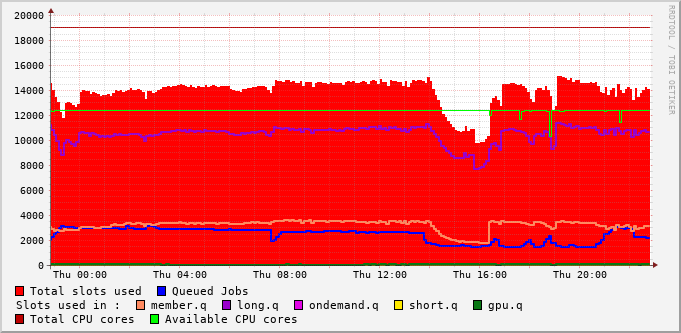 20000
18000
16000
14000
12000
10000
8000
6000
4000
2000
0
Thu 00:00 Thu 04:00 Thu 08:00 Thu 12:00 Thu 16:00 Thu 20:00
RRDTOOL / TOBI OETIKER
Total slots used Queued Jobs
Slots used in : member.q long.q ondemand.q short.q gpu.q
Total CPU cores Available CPU cores